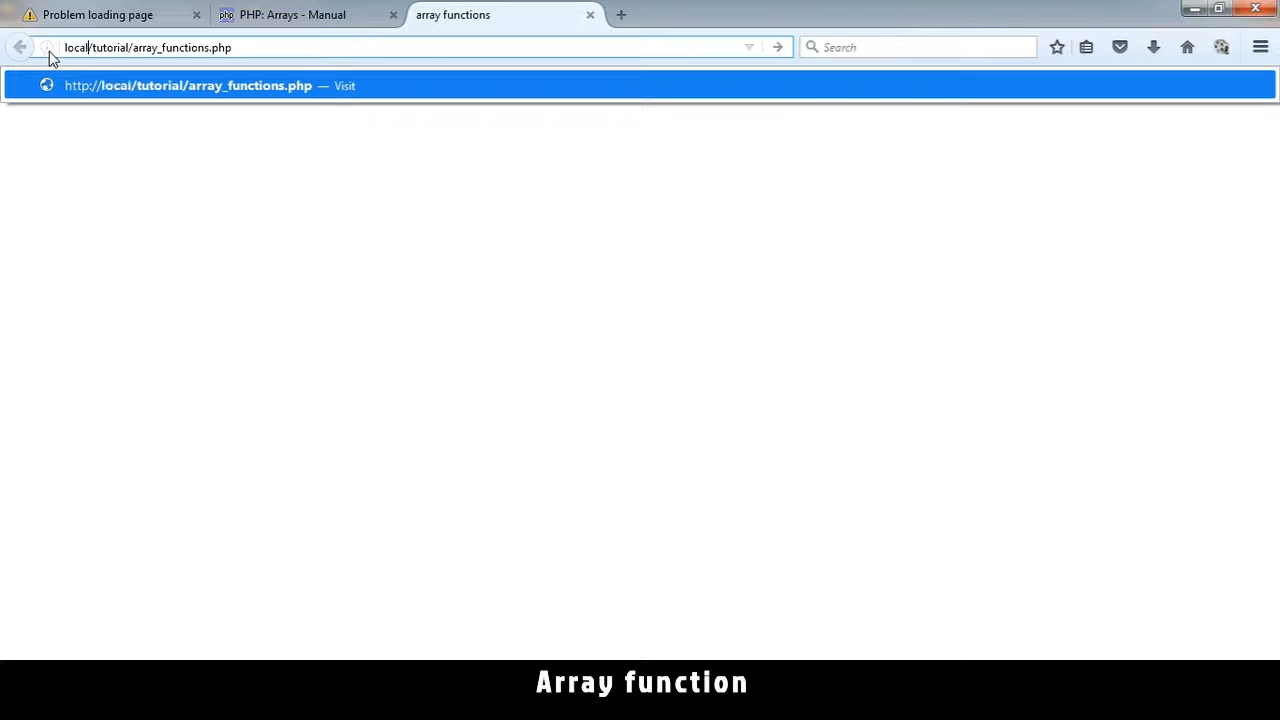 Problem loading page
PHP: Arrays - Manual
array functions
local/tutorial/array_functions.php
Search
http://local/tutorial/array_functions.php — Visit
Array function